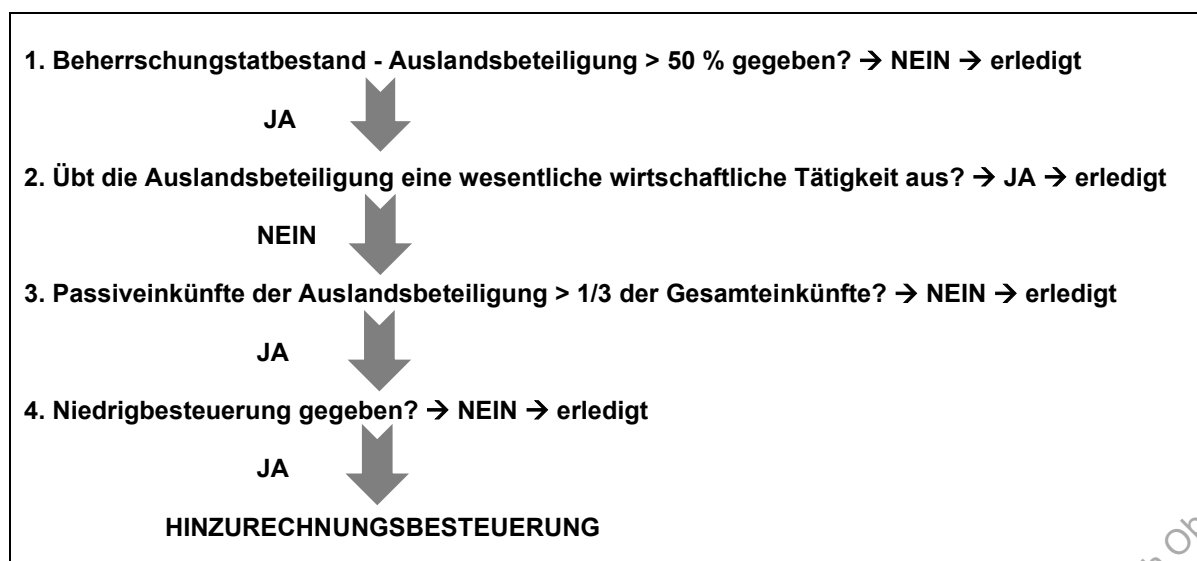 1. Beherrschungstatbestand - Auslandsbeteiligung > 50 % gegeben? → NEIN → erledigt
JA
2. Übt die Auslandsbeteiligung eine wesentliche wirtschaftliche Tätigkeit aus? → JA → erledigt
NEIN
3. Passiveinkünfte der Auslandsbeteiligung > 1/3 der Gesamteinkünfte? → NEIN → erledigt
JA
4. Niedrigbesteuerung gegeben? → NEIN → erledigt
JA
HINZURECHNUNGSBESTEUERUNG